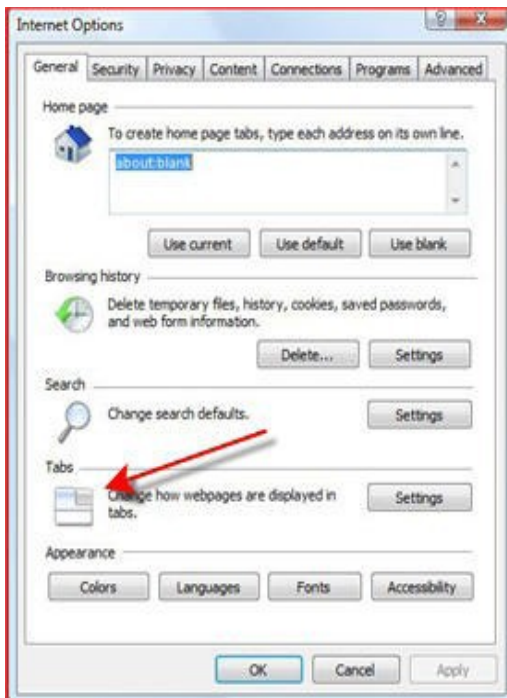 Internet Options
General Security Privacy Content Connections Programs Advanced
Home page
To create home page tabs, type each address on its own line.
about:blank
Use current Use default Use blank
Browsing history
Delete temporary files, history, cookies, saved passwords,
and web form information.
Delete... Settings
Search
Change search defaults. Settings
Tabs
Change how webpages are displayed in
tabs.
Settings
Appearance
Colors Languages Fonts Accessibility
OK Cancel Apply